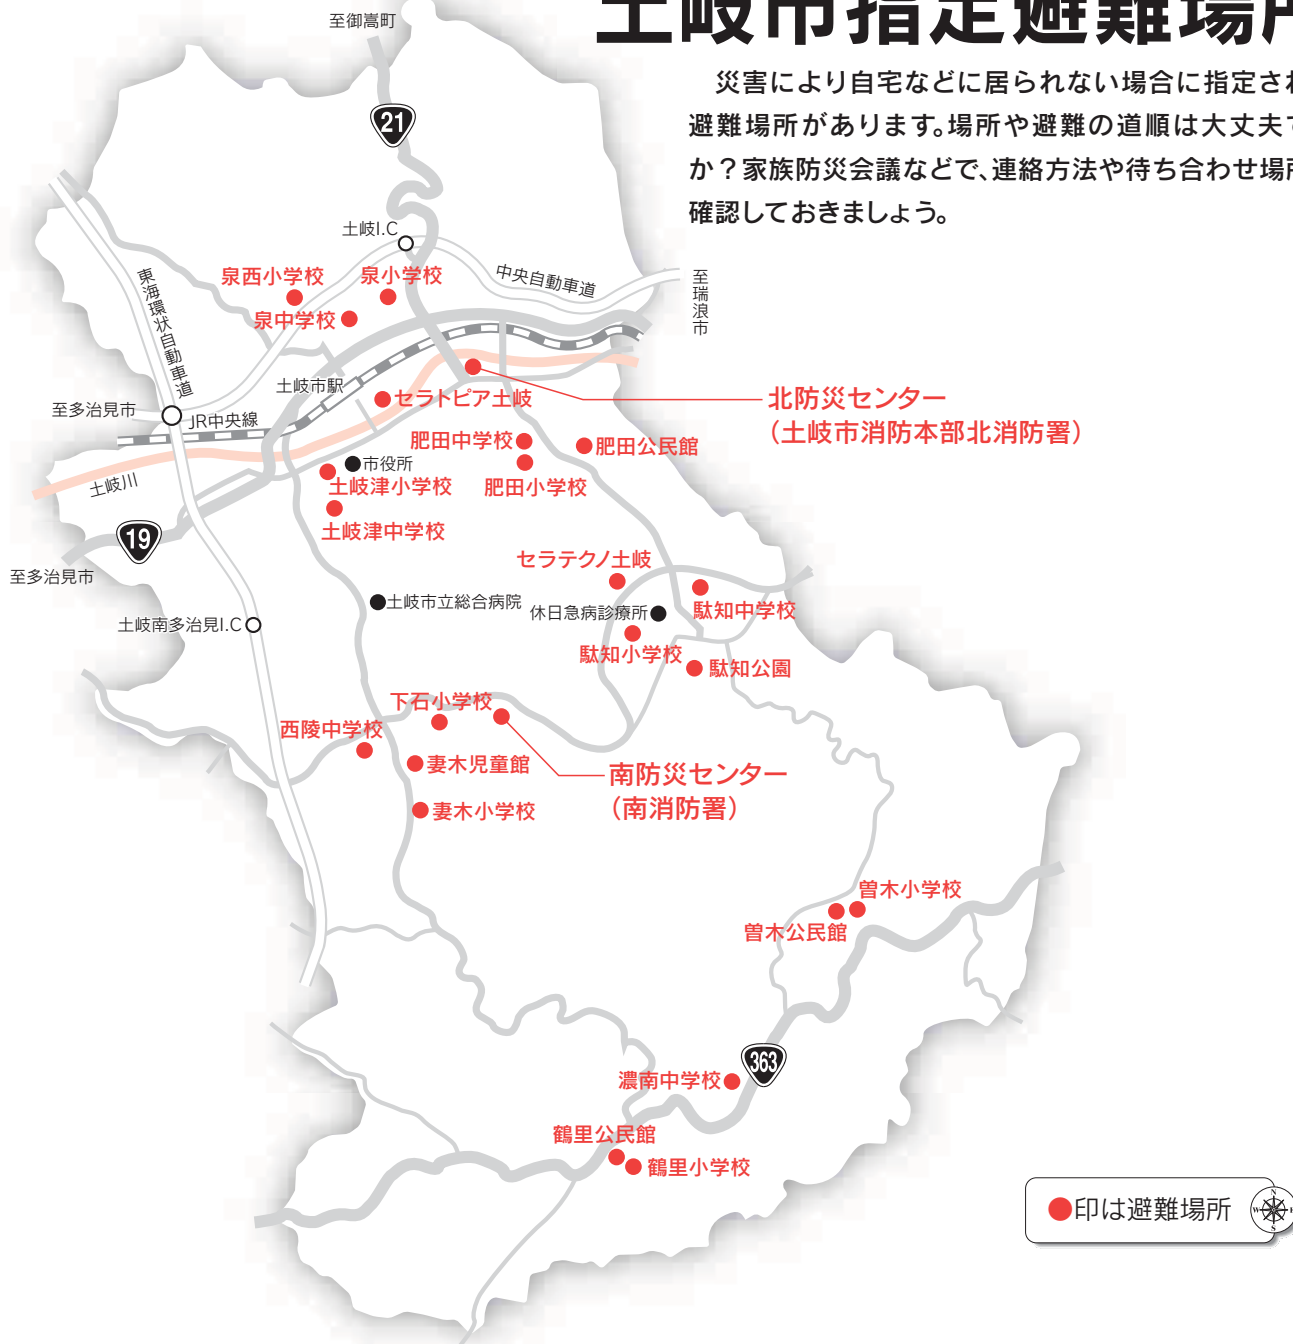 土岐市指定避難場所
災害により自宅などに居られない場合に指定され
避難場所があります。場所や避難の道順は大丈夫で
か？家族防災会議などで、連絡方法や待ち合わせ場所
確認しておきましょう。
至御嵩町
21
土岐I.C
中央自動車道
至瑞浪市
東海環状自動車道
泉西小学校
泉小学校
泉中学校
土岐市駅
至多治見市
JR中央線
セラトピア土岐
北防災センター
（土岐市消防本部北消防署）
肥田中学校
肥田公民館
市役所
土岐川
土岐津小学校
肥田小学校
土岐津中学校
19
至多治見市
セラテクノ土岐
土岐市立総合病院
休日急病診療所
駄知中学校
土岐南多治見I.C
駄知小学校
駄知公園
下石小学校
西陵中学校
妻木児童館
南防災センター
（南消防署）
妻木小学校
曽木小学校
曽木公民館
363
濃南中学校
鶴里公民館
鶴里小学校
印は避難場所
N
W
E
S